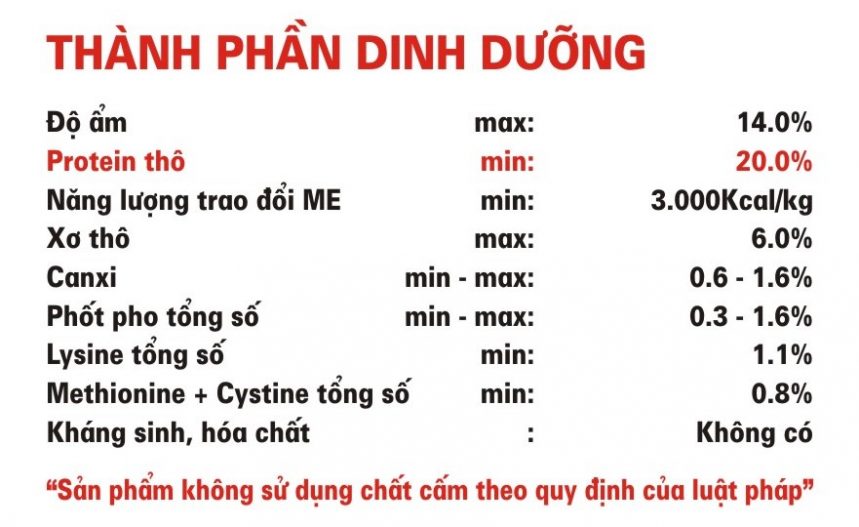 THÀNH PHẦN DINH DƯỠNG
Độ ẩm max: 14.0%
Protein thô min: 20.0%
Năng lượng trao đổi ME min: 3.000Kcal/kg
Xơ thô max: 6.0%
Canxi min - max: 0.6 - 1.6%
Phốt pho tổng số min - max: 0.3 - 1.6%
Lysine tổng số min: 1.1%
Methionine + Cystine tổng số min: 0.8%
Kháng sinh, hóa chất : Không có
“Sản phẩm không sử dụng chất cấm theo quy định của luật pháp”